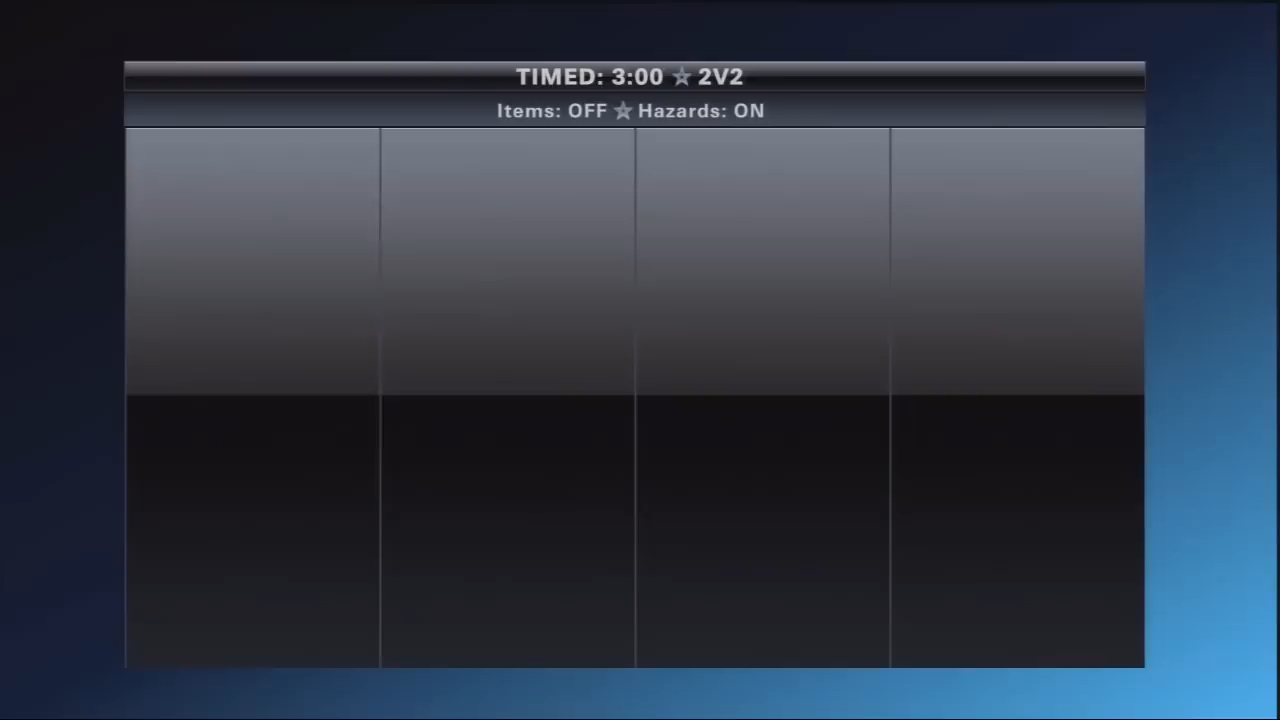 TIMED: 3:00 ★ 2V2
Items: OFF ★ Hazards: ON